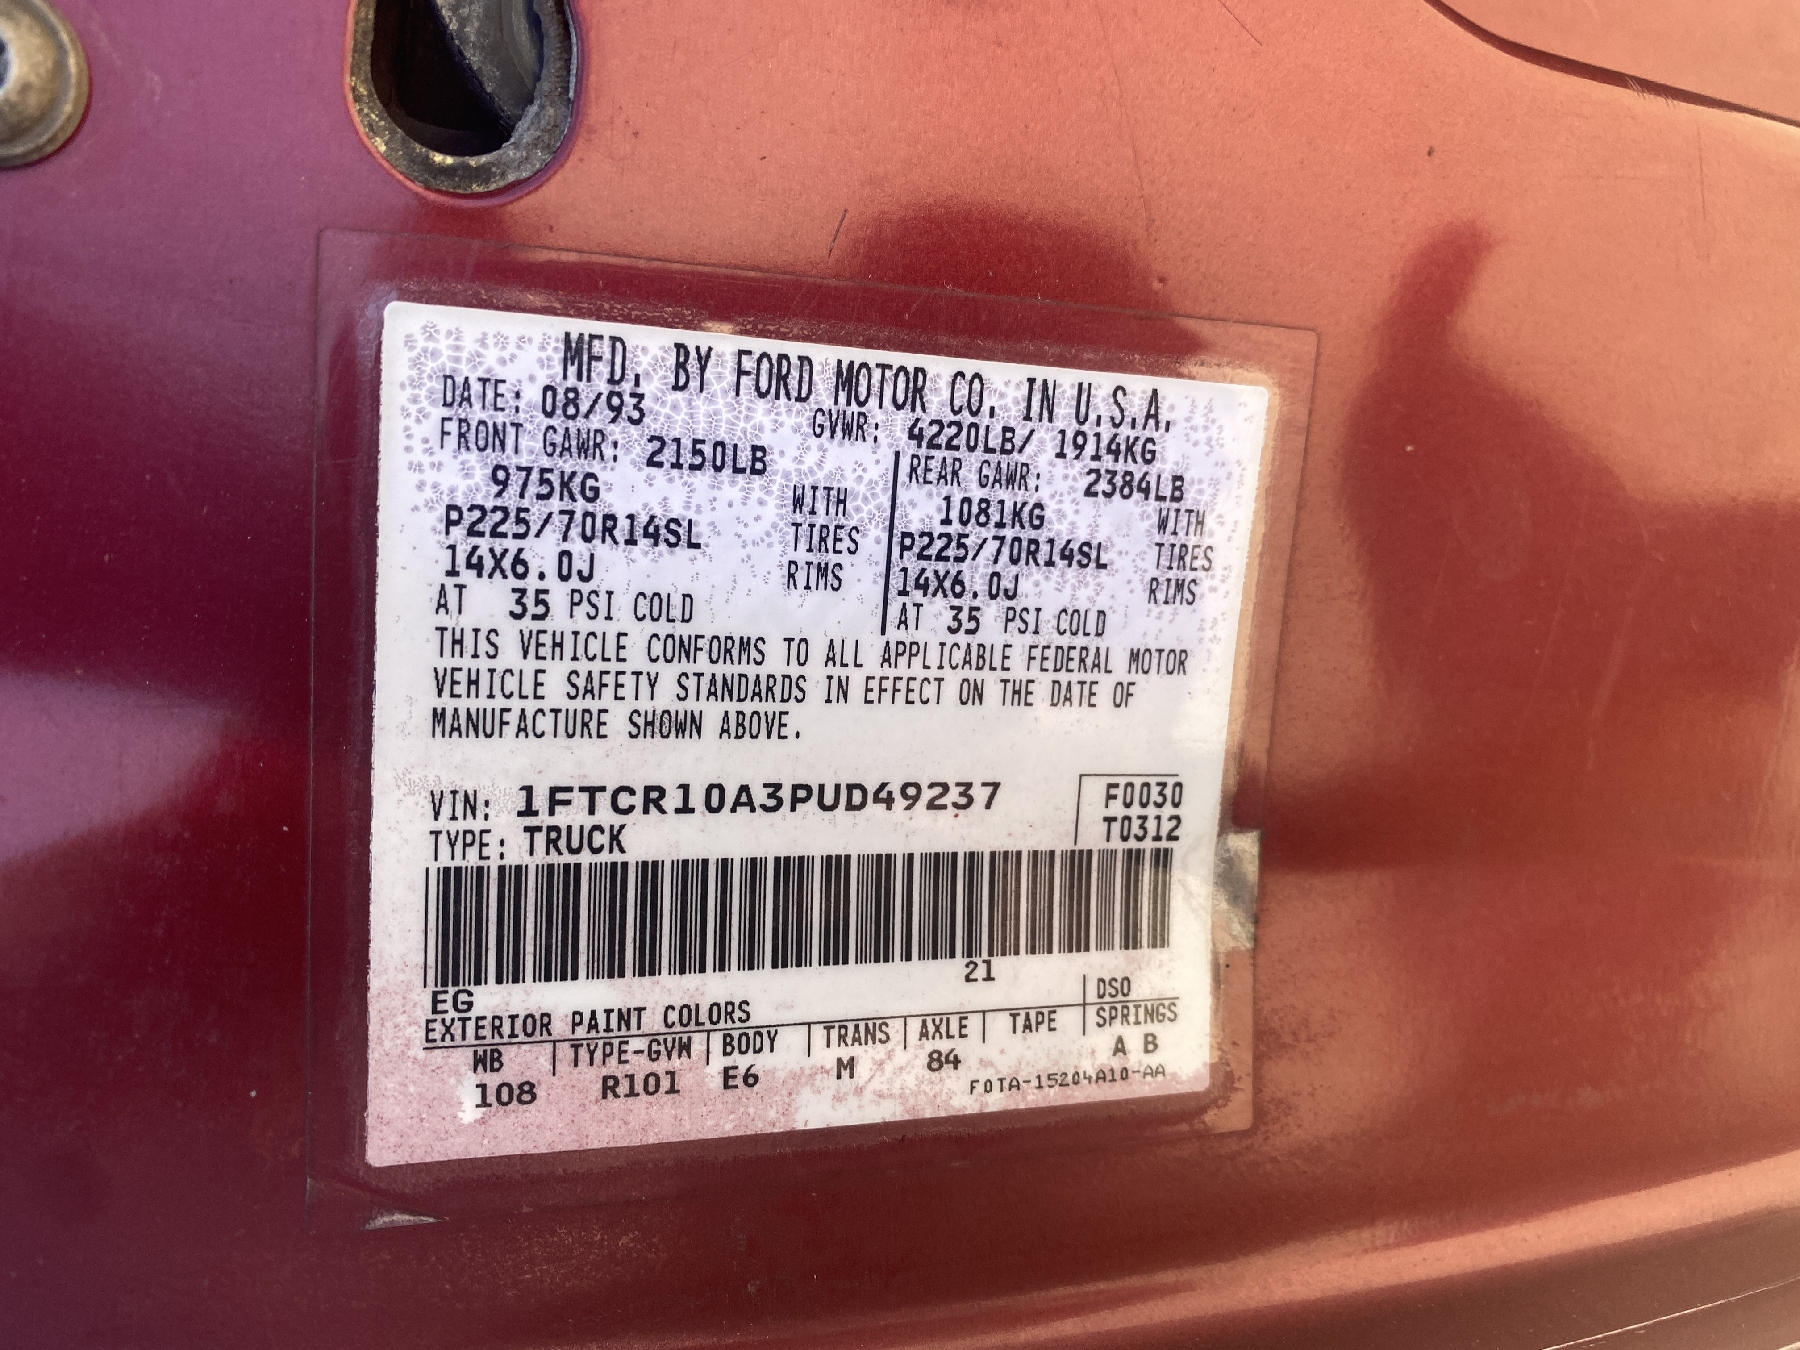 MFD. BY FORD MOTOR CO. IN U.S.A.
DATE: 08/93 GVWR: 4220LB/ 1914KG
FRONT GAWR: 2150LB REAR GAWR: 2384LB
975KG WITH 1081KG WITH
P225/70R14SL TIRES P225/70R14SL TIRES
14X6.0J RIMS 14X6.0J RIMS
AT 35 PSI COLD AT 35 PSI COLD
THIS VEHICLE CONFORMS TO ALL APPLICABLE FEDERAL MOTOR
VEHICLE SAFETY STANDARDS IN EFFECT ON THE DATE OF
MANUFACTURE SHOWN ABOVE.
VIN: 1FTCR10A3PUD49237 F0030
TYPE: TRUCK T0312
EG 21
EXTERIOR PAINT COLORS DSO
WB TYPE-GVW BODY TRANS AXLE TAPE SPRINGS
108 R101 E6 M 84 A B
F0TA-15204A10-AA